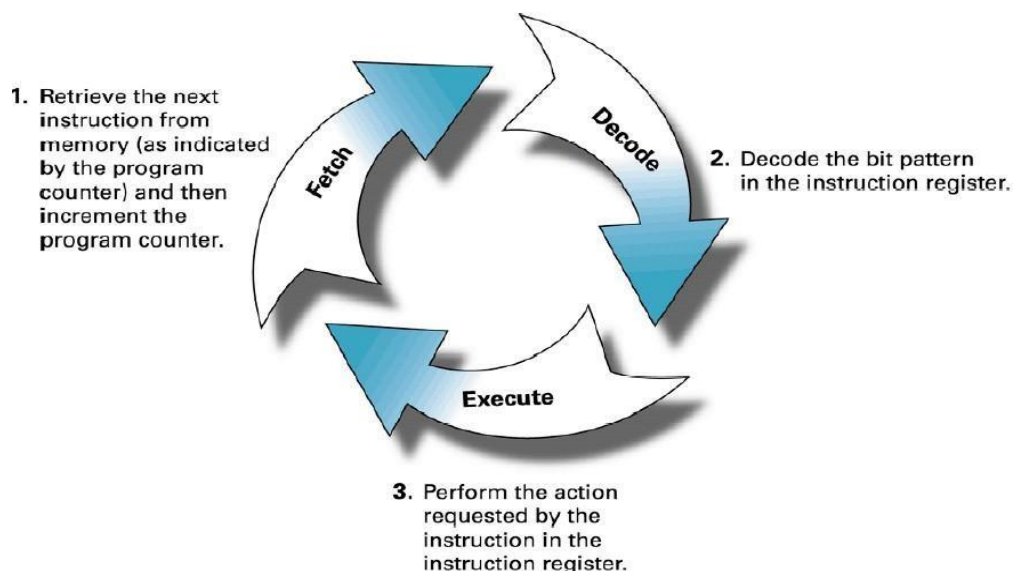 1. Retrieve the next
instruction from
memory (as indicated
by the program
counter) and then
increment the
program counter.
Fetch
Decode
2. Decode the bit pattern
in the instruction register.
Execute
3. Perform the action
requested by the
instruction in the
instruction register.